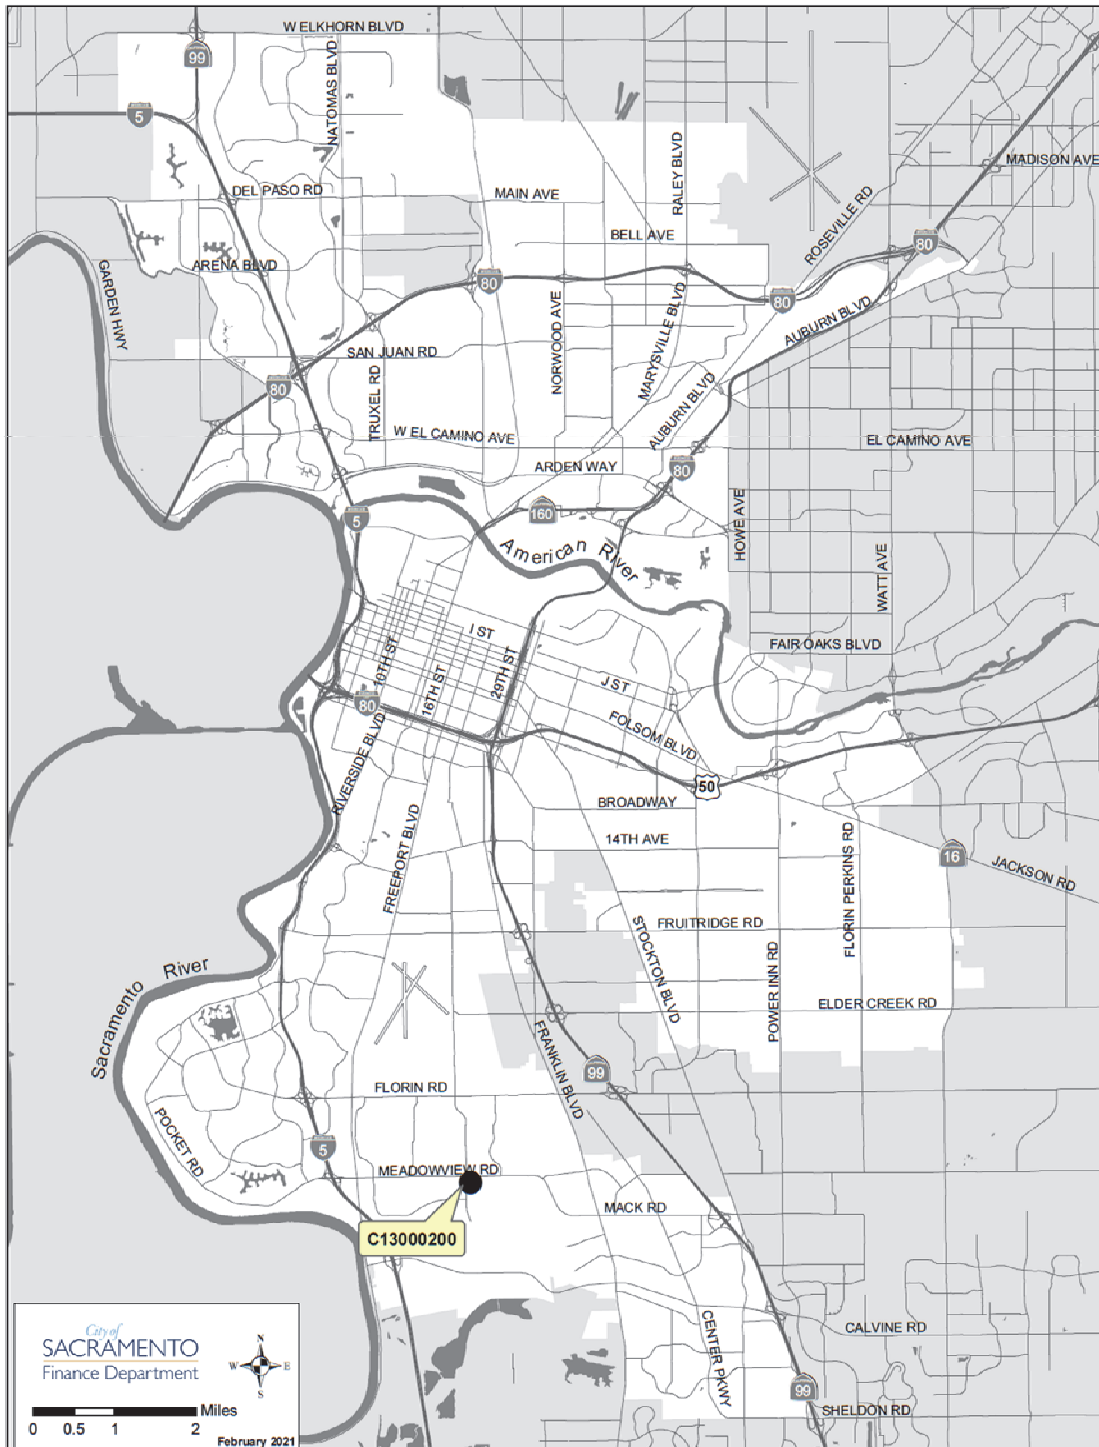 W ELKHORN BLVD
99
NATOMAS BLVD
5
RALEY BLVD
MADISON AVE
DEL PASO RD
MAIN AVE
ROSEVILLE RD
BELL AVE
80
ARENA BLVD
GARDEN HWY
80
80
NORWOOD AVE
MARYSVILLE BLVD
AUBURN BLVD
SAN JUAN RD
80
TRUXEL RD
AUBURN BLVD
W EL CAMINO AVE
EL CAMINO AVE
ARDEN WAY
80
160
5
HOWE AVE
American River
WATT AVE
I ST
FAIR OAKS BLVD
10TH ST
16TH ST
29TH ST
J ST
80
FOLSOM BLVD
RIVERSIDE BLVD
50
BROADWAY
FREEPORT BLVD
14TH AVE
FLORIN PERKINS RD
16
JACKSON RD
FRUITRIDGE RD
STOCKTON BLVD
POWER INN RD
Sacramento River
ELDER CREEK RD
FRANKLIN BLVD
99
FLORIN RD
POCKET RD
5
MEADOWVIEW RD
MACK RD
C13000200
CENTER PKWY
CALVINE RD
99
SHELDON RD
City of
SACRAMENTO
Finance Department
N
W E
S
Miles
0 0.5 1 2
February 2021